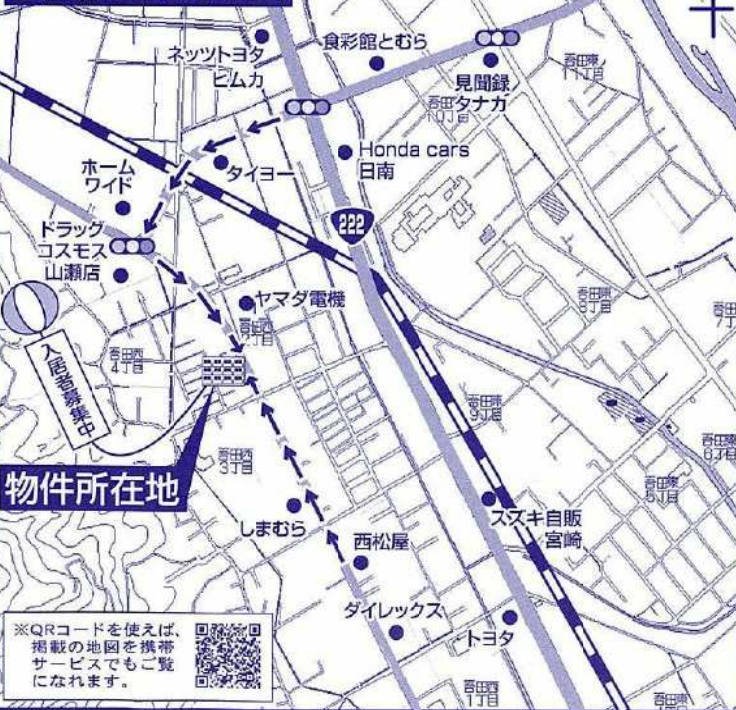 ネッツトヨタ
ヒムカ
食彩館とむら
見聞録
タナカ
吾田東
11丁目
吾田東
10丁目
Honda cars
日南
タイヨー
ホーム
ワイド
222
ドラッグ
コスモス
山瀬店
ヤマダ電機
吾田西
2丁目
吾田東
8丁目
吾田東
7丁
入居者募集中
吾田西
4丁目
吾田東
9丁目
吾田東
6丁目
吾田西
3丁目
吾田東
5丁目
物件所在地
しまむら
スズキ自販
宮崎
西松屋
ダイレックス
トヨタ
※QRコードを使えば、
掲載の地図を携帯
サービスでもご覧
になれます。
吾田西
1丁目
吾田東